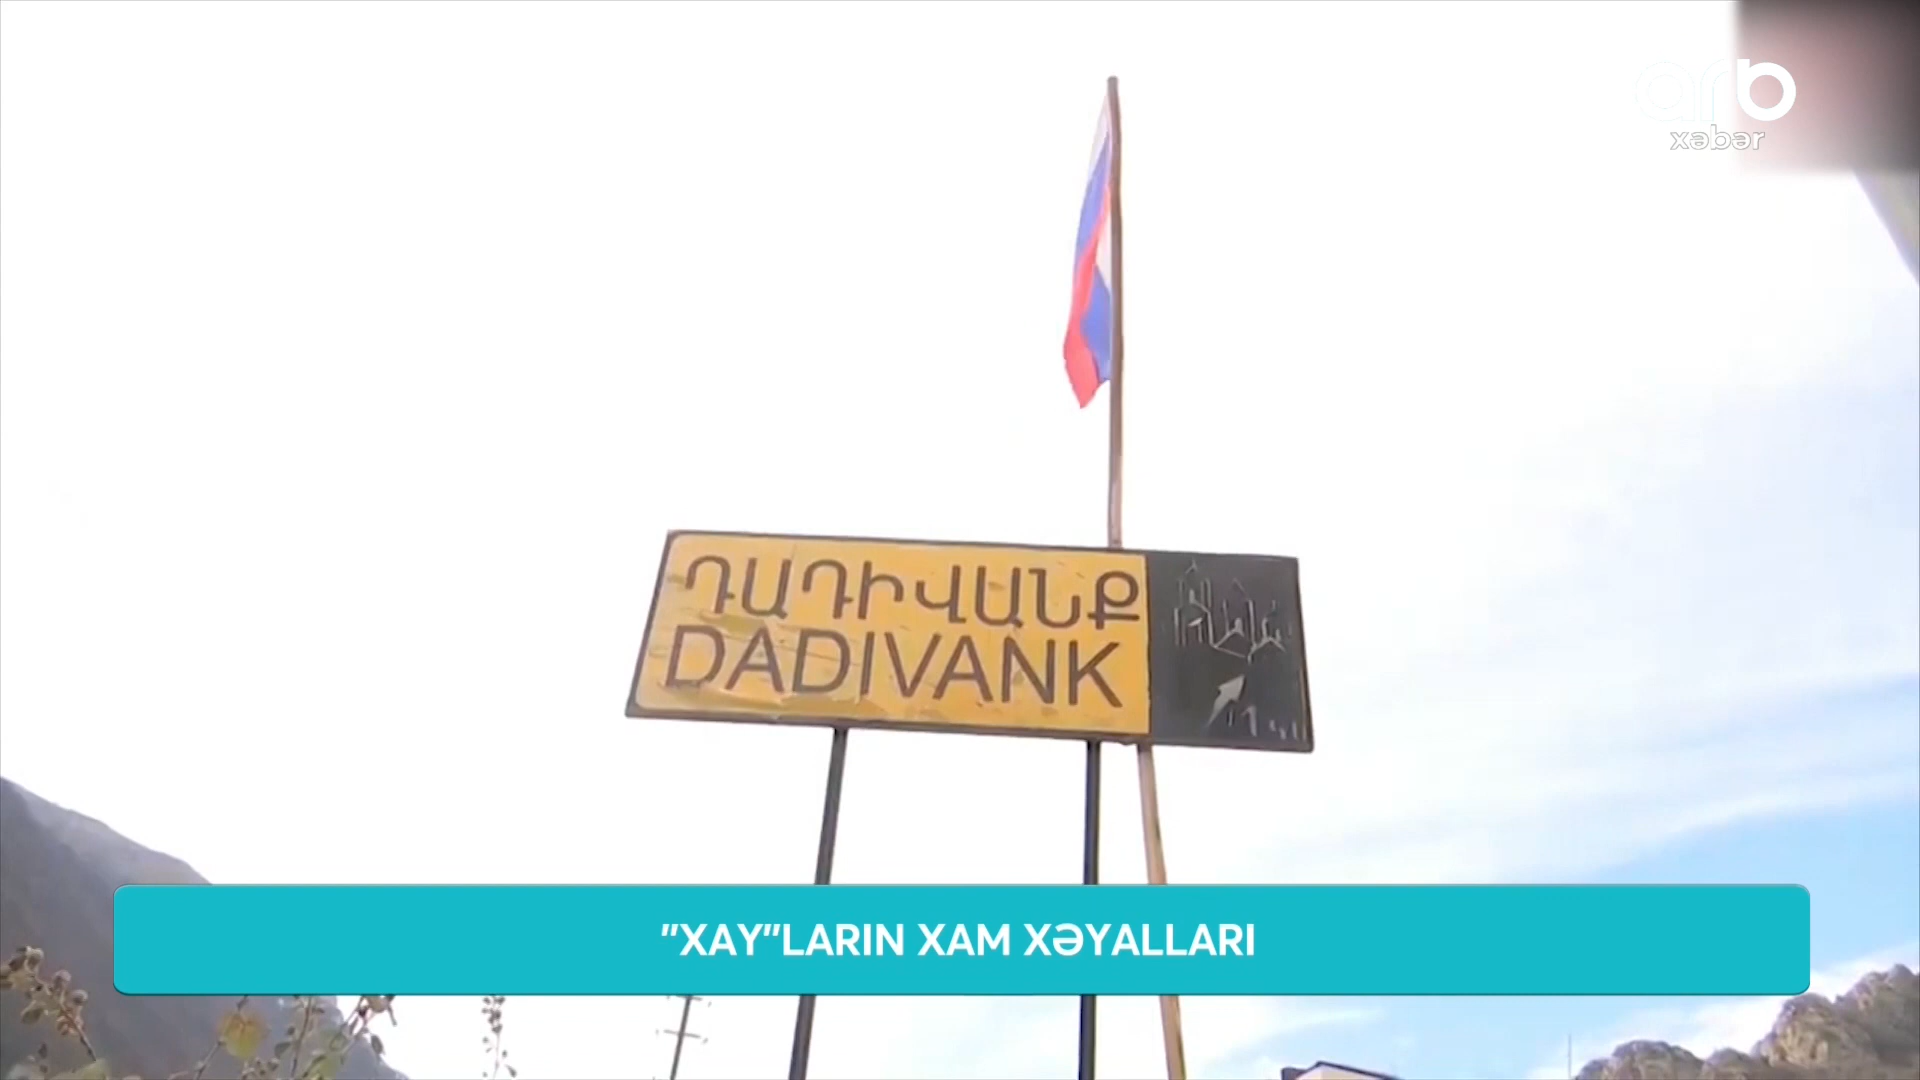 arb
xəbər
ԴԱԴԻՎԱՆՔ
DADIVANK
"XAY"LARIN XAM XƏYALLARI